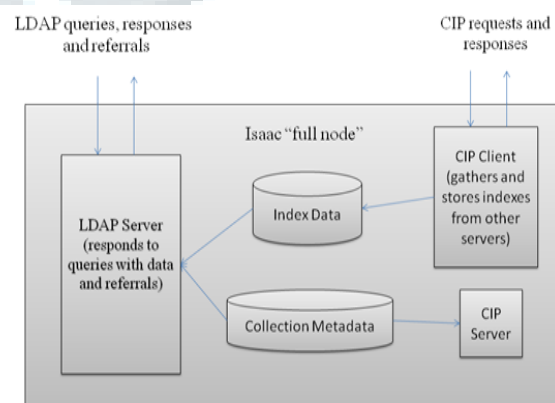 LDAP queries, responses
and referrals
CIP requests and
responses
Isaac “full node”
LDAP Server
(responds to
queries with data
and referrals)
Index Data
CIP Client
(gathers and
stores indexes
from other
servers)
Collection Metadata
CIP
Server